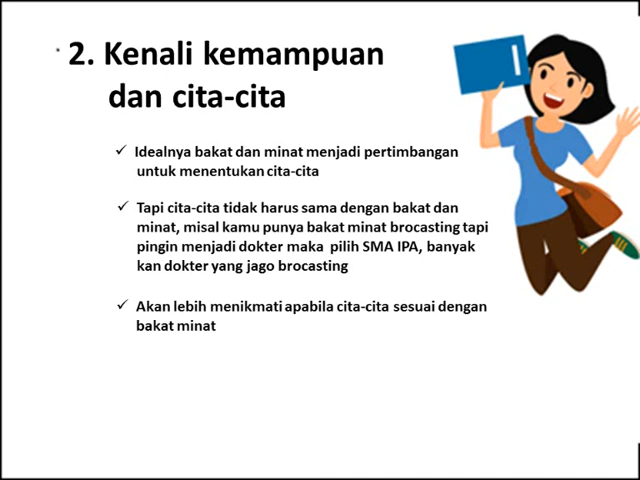 2. Kenali kemampuan
dan cita-cita
✓ Idealnya bakat dan minat menjadi pertimbangan
untuk menentukan cita-cita
✓ Tapi cita-cita tidak harus sama dengan bakat dan
minat, misal kamu punya bakat minat brocasting tapi
pingin menjadi dokter maka pilih SMA IPA, banyak
kan dokter yang jago brocasting
✓ Akan lebih menikmati apabila cita-cita sesuai dengan
bakat minat